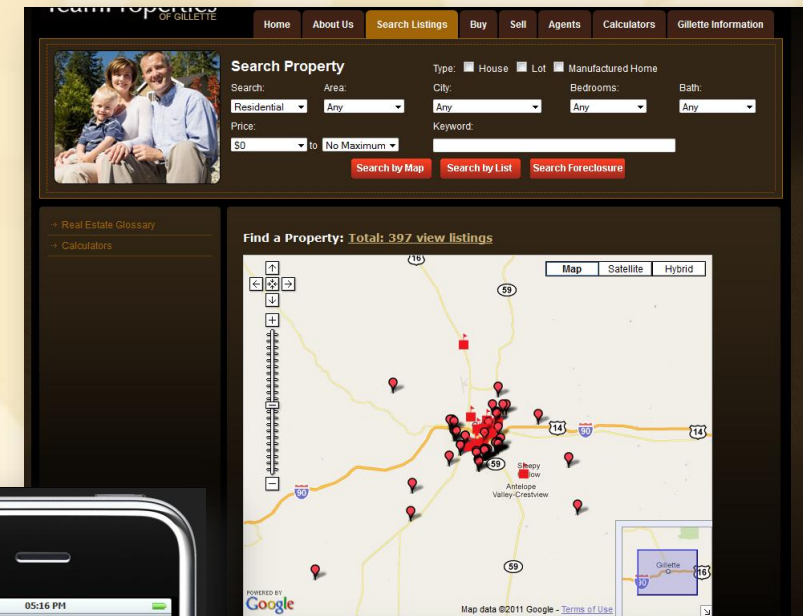 TeamProperties
OF GILLETTE
Home About Us Search Listings Buy Sell Agents Calculators Gillette Information
Search Property
Type: House Lot Manufactured Home
Search: Area: City: Bedrooms: Bath:
Residential Any Any Any Any
Price: Keyword:
$0 to No Maximum
Search by Map Search by List Search Foreclosure
Real Estate Glossary
Calculators
Find a Property: Total: 397 view listings
Map Satellite Hybrid
16
59
14
90
14
59
Antelope
Valley-Crestview
90
59
Gillette
16
90
POWERED BY
Google
Map data ©2011 Google - Terms of Use
05:16 PM